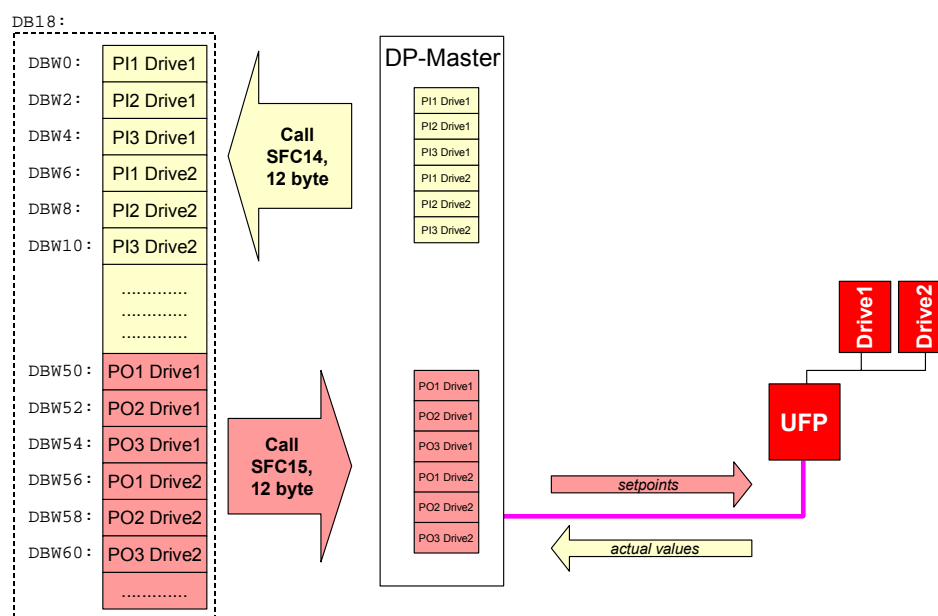 DB18:
DBW0: PI1 Drive1
DBW2: PI2 Drive1
DBW4: PI3 Drive1
DBW6: PI1 Drive2
DBW8: PI2 Drive2
DBW10: PI3 Drive2
.............
.............
.............
DBW50: PO1 Drive1
DBW52: PO2 Drive1
DBW54: PO3 Drive1
DBW56: PO1 Drive2
DBW58: PO2 Drive2
DBW60: PO3 Drive2
.............
Call
SFC14,
12 byte
Call
SFC15,
12 byte
DP-Master
PI1 Drive1
PI2 Drive1
PI3 Drive1
PI1 Drive2
PI2 Drive2
PI3 Drive2
PO1 Drive1
PO2 Drive1
PO3 Drive1
PO1 Drive2
PO2 Drive2
PO3 Drive2
setpoints
actual values
Drive1
Drive2
UFP